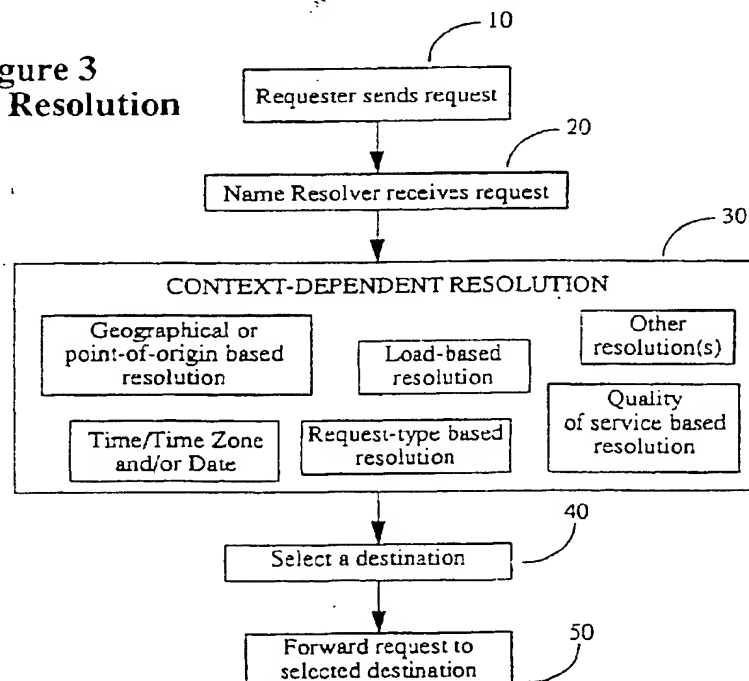 10
gure 3
Resolution
Requester sends request
20
Name Resolver receives request
30
CONTEXT-DEPENDENT RESOLUTION
Geographical or
point-of-origin based
resolution
Load-based
resolution
Other
resolution(s)
Time/Time Zone
and/or Date
Request-type based
resolution
Quality
of service based
resolution
40
Select a destination
50
Forward request to
selected destination